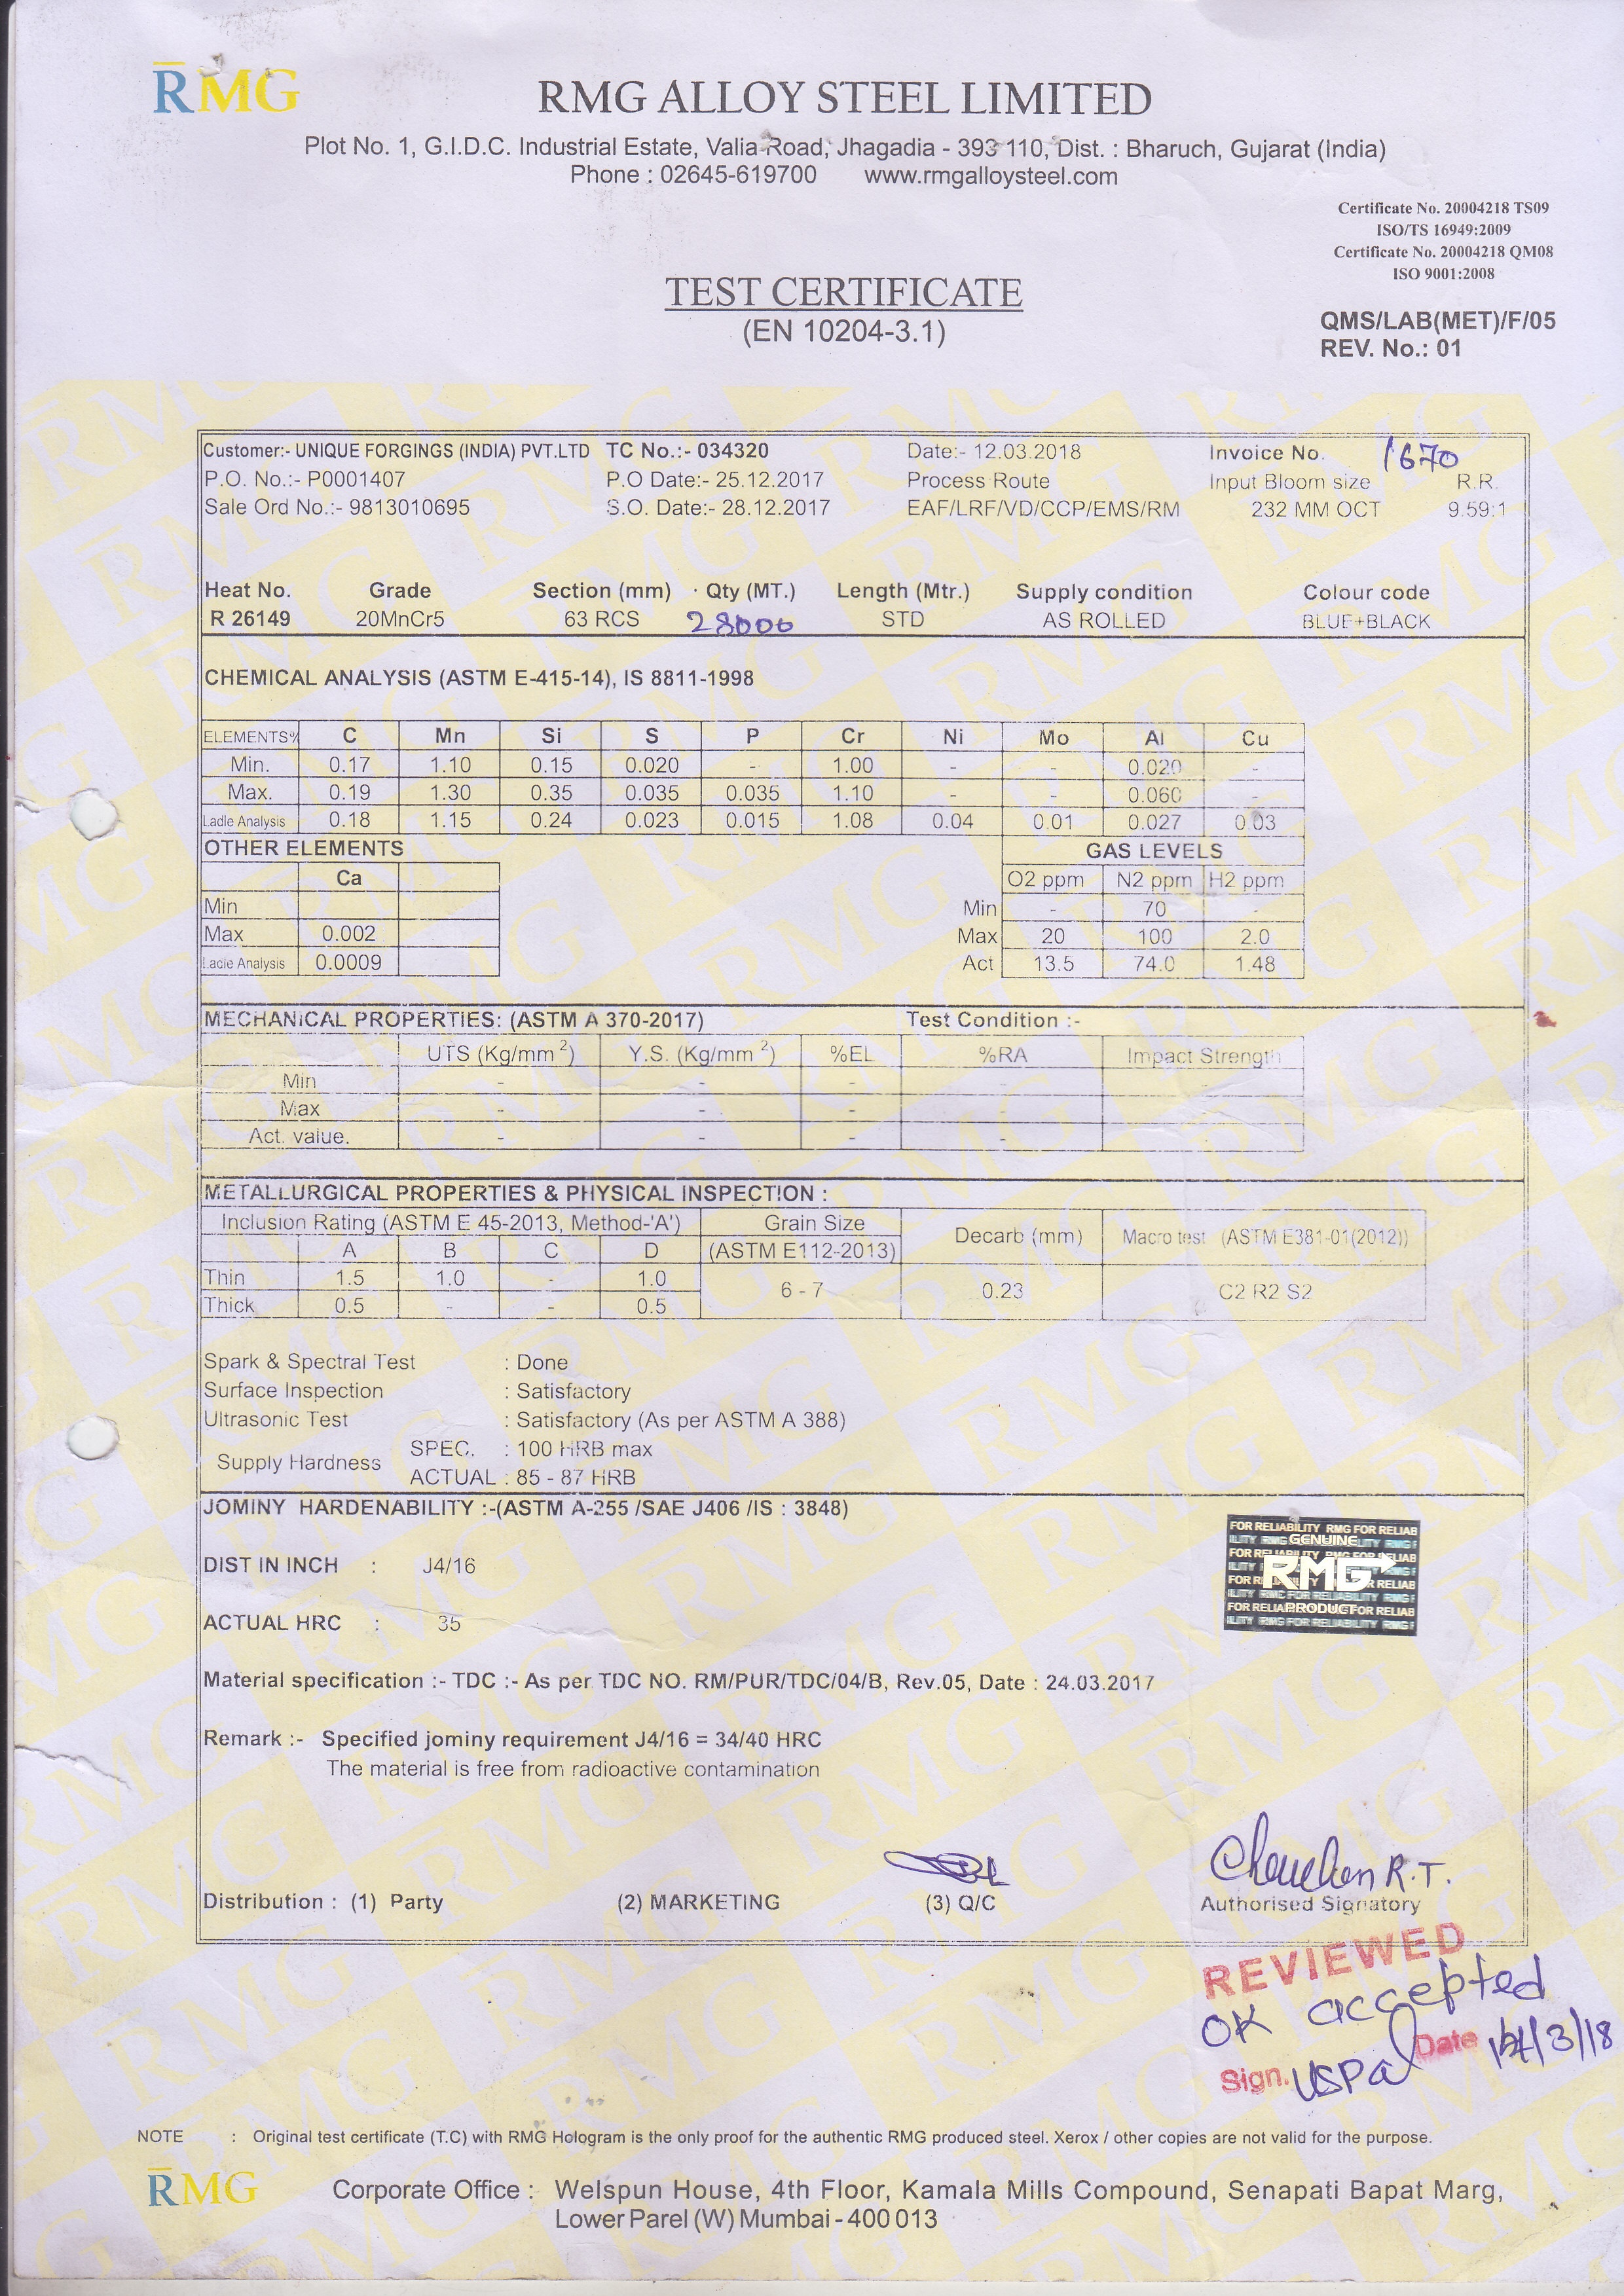 RMG
RMG ALLOY STEEL LIMITED
Plot No. 1, G.I.D.C. Industrial Estate, Valia Road, Jhagadia - 393 110, Dist. : Bharuch, Gujarat (India)
Phone : 02645-619700 www.rmgalloysteel.com
Certificate No. 20004218 TS09
ISO/TS 16949:2009
Certificate No. 20004218 QM08
ISO 9001:2008
TEST CERTIFICATE
(EN 10204-3.1)
QMS/LAB(MET)/F/05
REV. No.: 01
Customer:- UNIQUE FORGINGS (INDIA) PVT.LTD TC No.:- 034320 Date:- 12.03.2018 Invoice No. 1670
P.O. No.:- P0001407 P.O Date:- 25.12.2017 Process Route Input Bloom size R.R.
Sale Ord No.:- 9813010695 S.O. Date:- 28.12.2017 EAF/LRF/VD/CCP/EMS/RM 232 MM OCT 9.59:1
Heat No. Grade Section (mm) Qty (MT.) Length (Mtr.) Supply condition Colour code
R 26149 20MnCr5 63 RCS 28000 STD AS ROLLED BLUE+BLACK
CHEMICAL ANALYSIS (ASTM E-415-14), IS 8811-1998
ELEMENTS% C Mn Si S P Cr Ni Mo Al Cu
Min. 0.17 1.10 0.15 0.020 - 1.00 - - 0.020 -
Max. 0.19 1.30 0.35 0.035 0.035 1.10 - - 0.060 -
Ladle Analysis 0.18 1.15 0.24 0.023 0.015 1.08 0.04 0.01 0.027 0.03
OTHER ELEMENTS GAS LEVELS
Ca O2 ppm N2 ppm H2 ppm
Min Min - 70 -
Max 0.002 Max 20 100 2.0
Ladle Analysis 0.0009 Act 13.5 74.0 1.48
MECHANICAL PROPERTIES: (ASTM A 370-2017) Test Condition :-
UTS (Kg/mm 2) Y.S. (Kg/mm 2) %EL %RA Impact Strength
Min - - - - -
Max - - - - -
Act. value. - - - - -
METALLURGICAL PROPERTIES & PHYSICAL INSPECTION :
Inclusion Rating (ASTM E 45-2013, Method-'A') Grain Size Decarb (mm) Macro test (ASTM E381-01(2012))
A B C D (ASTM E112-2013)
Thin 1.5 1.0 - 1.0 6 - 7 0.23 C2 R2 S2
Thick 0.5 - - 0.5
Spark & Spectral Test : Done
Surface Inspection : Satisfactory
Ultrasonic Test : Satisfactory (As per ASTM A 388)
Supply Hardness SPEC. : 100 HRB max
ACTUAL : 85 - 87 HRB
JOMINY HARDENABILITY :-(ASTM A-255 /SAE J406 /IS : 3848)
DIST IN INCH : J4/16
ACTUAL HRC : 35
FOR RELIABILITY RMG FOR RELIAB
GENUINE
RMG
PRODUCT
Material specification :- TDC :- As per TDC NO. RM/PUR/TDC/04/B, Rev.05, Date : 24.03.2017
Remark :- Specified jominy requirement J4/16 = 34/40 HRC
The material is free from radioactive contamination
Chauhan R.T.
Distribution : (1) Party (2) MARKETING (3) Q/C Authorised Signatory
REVIEWED
OK accepted
Sign. USPal Date
NOTE : Original test certificate (T.C) with RMG Hologram is the only proof for the authentic RMG produced steel. Xerox / other copies are not valid for the purpose.
RMG Corporate Office : Welspun House, 4th Floor, Kamala Mills Compound, Senapati Bapat Marg,
Lower Parel (W) Mumbai - 400 013